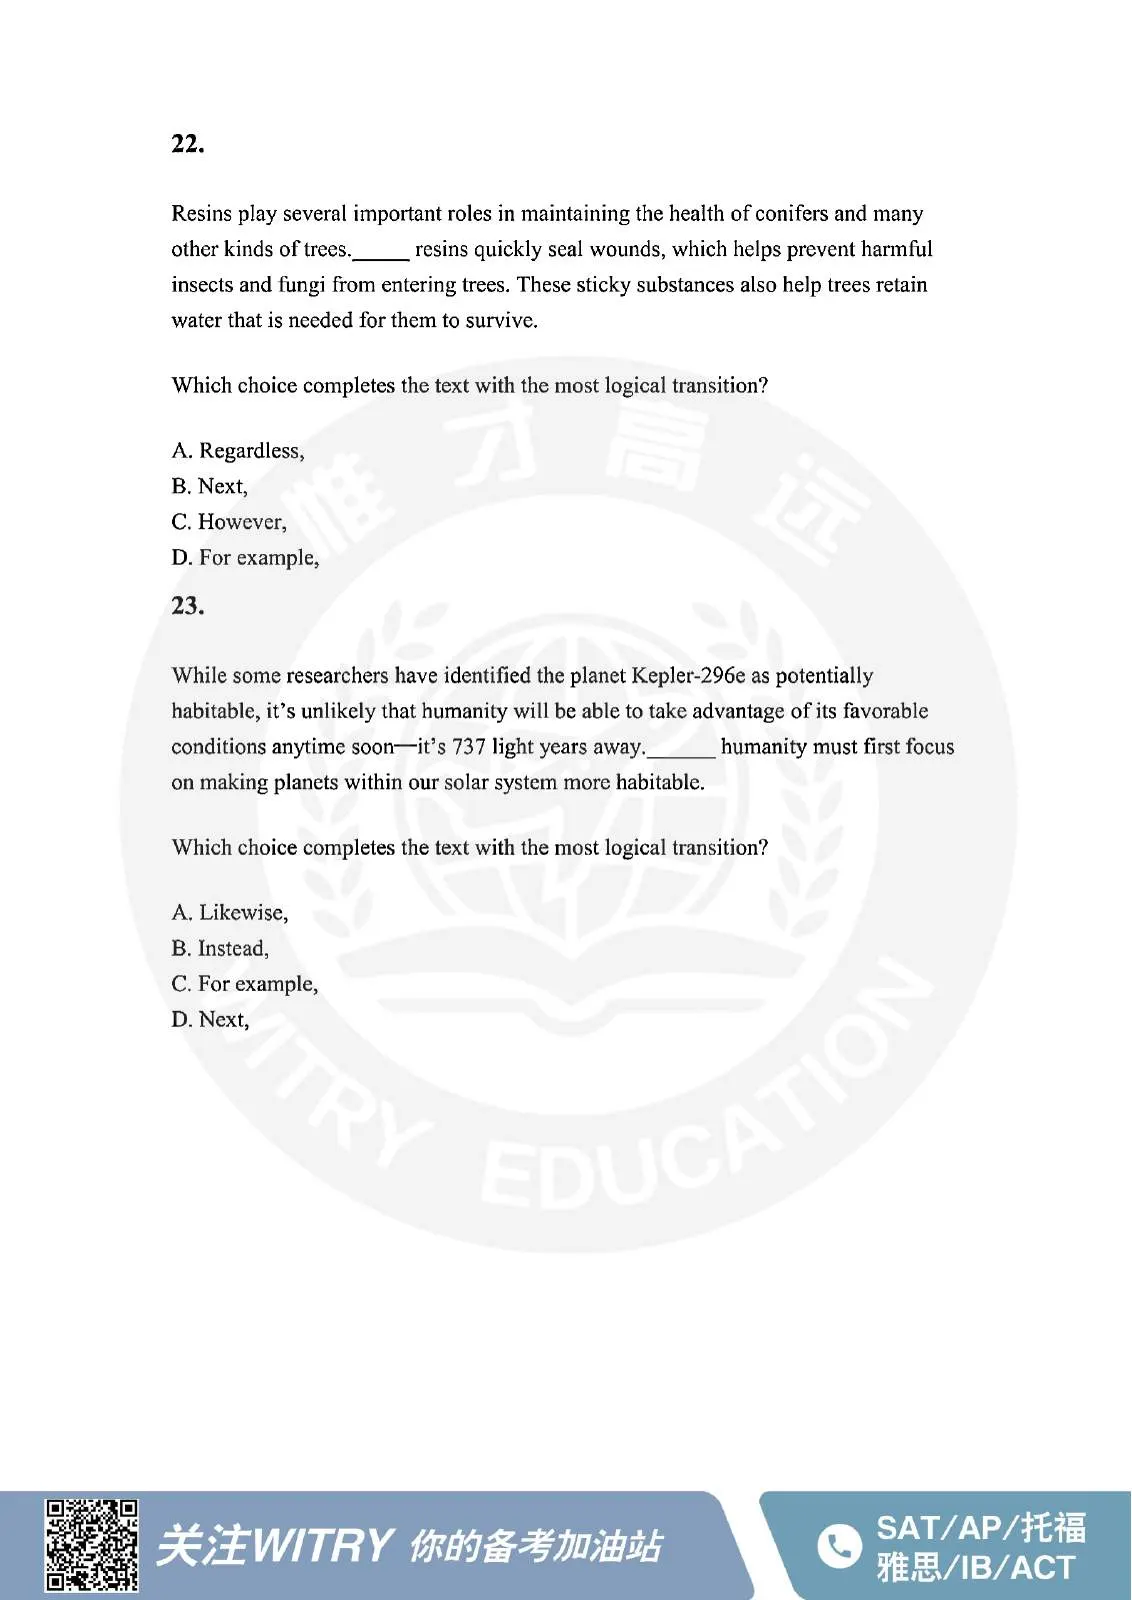 22.
Resins play several important roles in maintaining the health of conifers and many
other kinds of trees._____ resins quickly seal wounds, which helps prevent harmful
insects and fungi from entering trees. These sticky substances also help trees retain
water that is needed for them to survive.
Which choice completes the text with the most logical transition?
A. Regardless,
B. Next,
C. However,
D. For example,
23.
While some researchers have identified the planet Kepler-296e as potentially
habitable, it’s unlikely that humanity will be able to take advantage of its favorable
conditions anytime soon—it’s 737 light years away.______ humanity must first focus
on making planets within our solar system more habitable.
Which choice completes the text with the most logical transition?
A. Likewise,
B. Instead,
C. For example,
D. Next,
惟才高远
WITRY EDUCATION
关注WITRY 你的备考加油站
SAT/AP/托福
雅思/IB/ACT